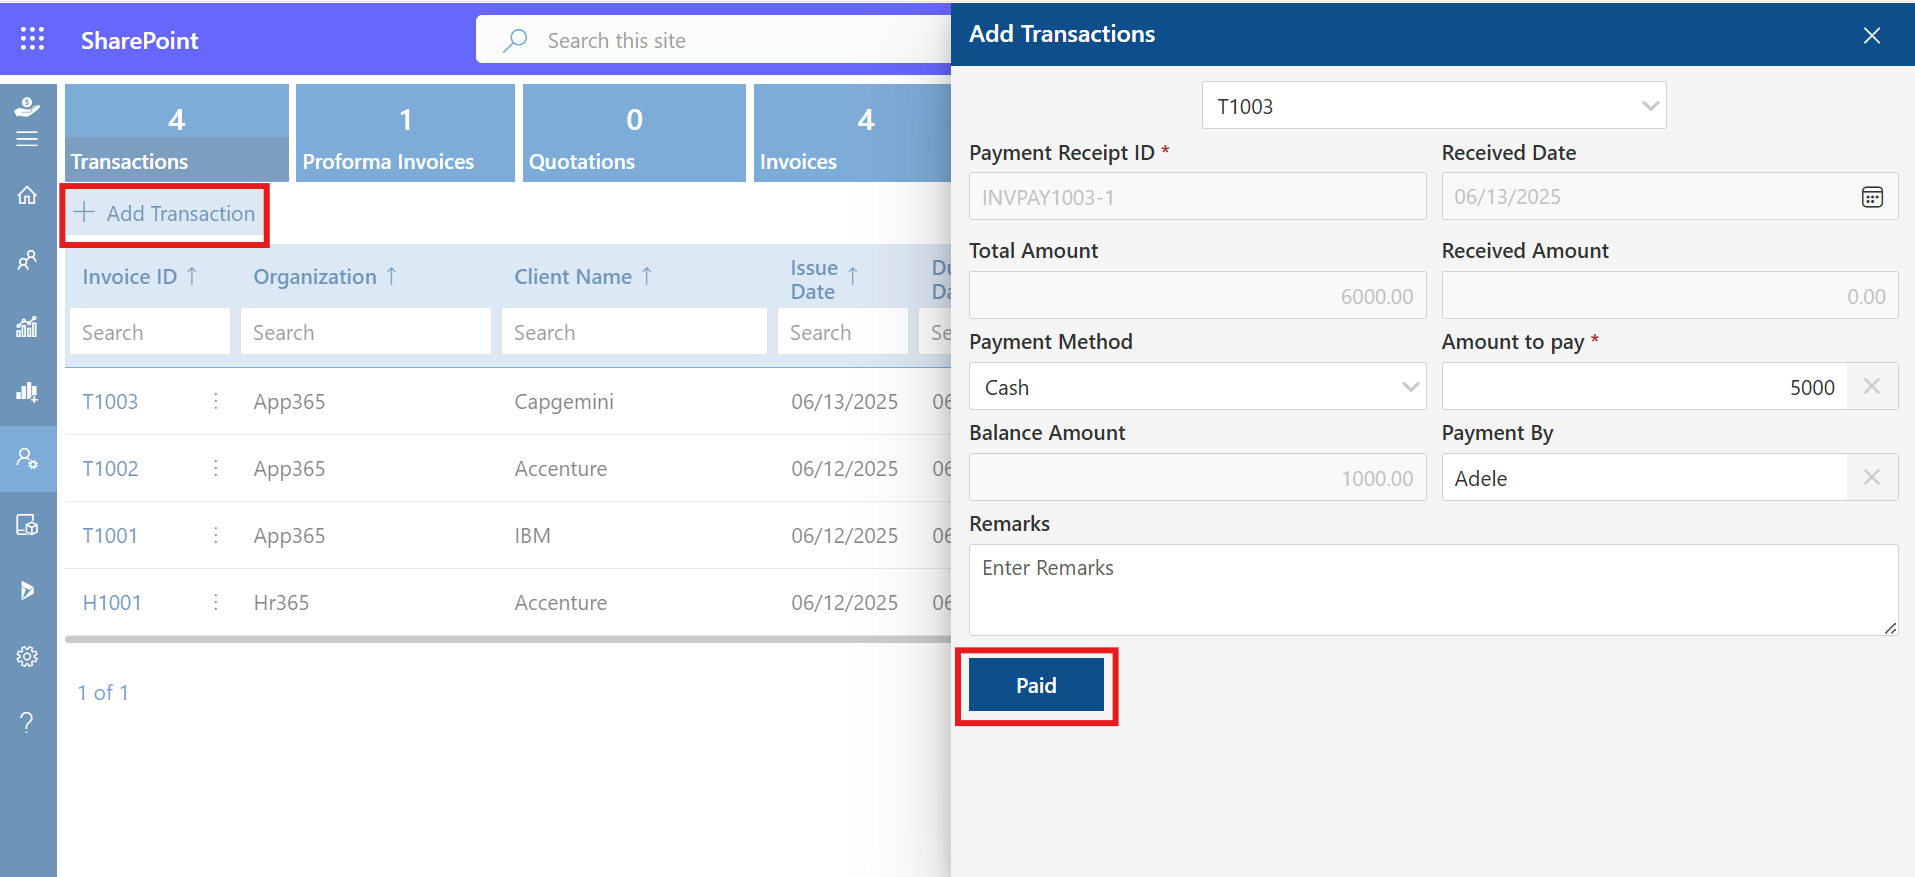 SharePoint
Search this site
4
Transactions
1
Proforma Invoices
0
Quotations
4
Invoices
+ Add Transaction
Invoice ID ↑
Organization ↑
Client Name ↑
Issue Date ↑
Search
Search
Search
Search
Se
T1003
App365
Capgemini
06/13/2025
06
T1002
App365
Accenture
06/12/2025
06
T1001
App365
IBM
06/12/2025
06
H1001
Hr365
Accenture
06/12/2025
06
1 of 1
Add Transactions
T1003
Payment Receipt ID *
Received Date
INVPAY1003-1
06/13/2025
Total Amount
Received Amount
6000.00
0.00
Payment Method
Amount to pay *
Cash
5000
Balance Amount
Payment By
1000.00
Adele
Remarks
Enter Remarks
Paid